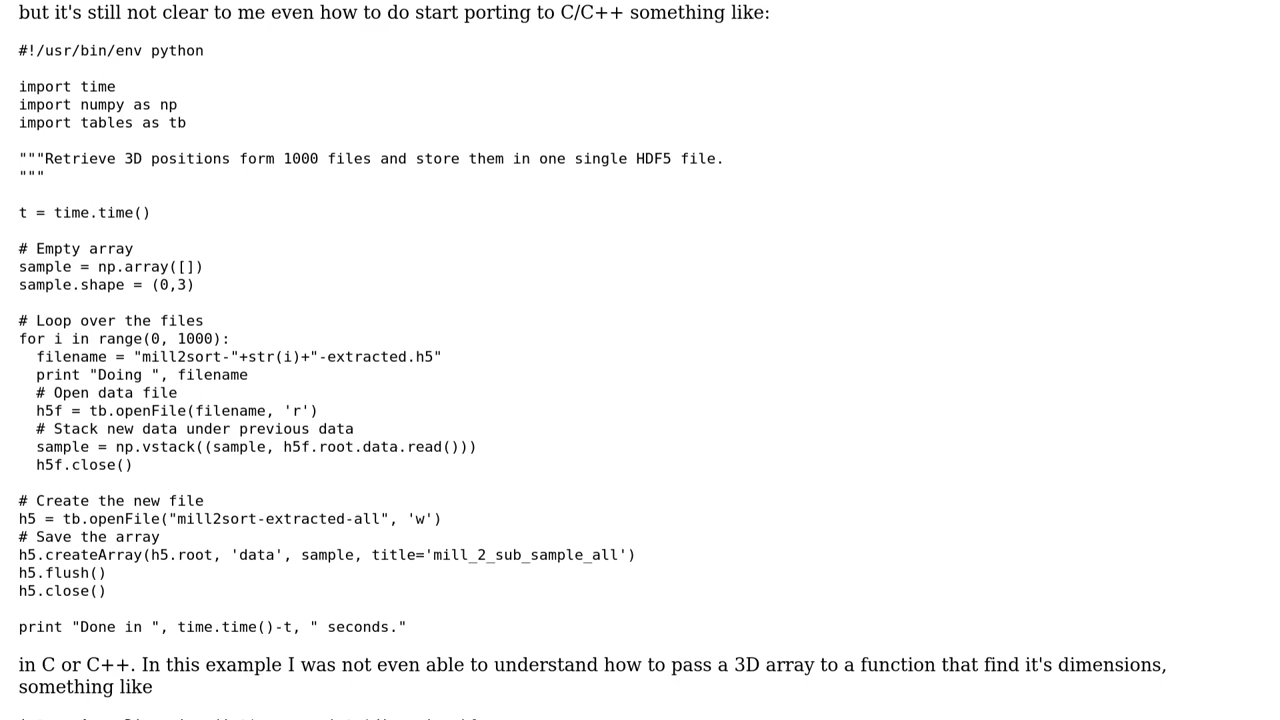 but it's still not clear to me even how to do start porting to C/C++ something like:
#!/usr/bin/env python
import time
import numpy as np
import tables as tb
"""Retrieve 3D positions form 1000 files and store them in one single HDF5 file.
"""
t = time.time()
# Empty array
sample = np.array([])
sample.shape = (0,3)
# Loop over the files
for i in range(0, 1000):
  filename = "mill2sort-"+str(i)+"-extracted.h5"
  print "Doing ", filename
  # Open data file
  h5f = tb.openFile(filename, 'r')
  # Stack new data under previous data
  sample = np.vstack((sample, h5f.root.data.read()))
  h5f.close()
# Create the new file
h5 = tb.openFile("mill2sort-extracted-all", 'w')
# Save the array
h5.createArray(h5.root, 'data', sample, title='mill_2_sub_sample_all')
h5.flush()
h5.close()
print "Done in ", time.time()-t, " seconds."
in C or C++. In this example I was not even able to understand how to pass a 3D array to a function that find it's dimensions,
something like